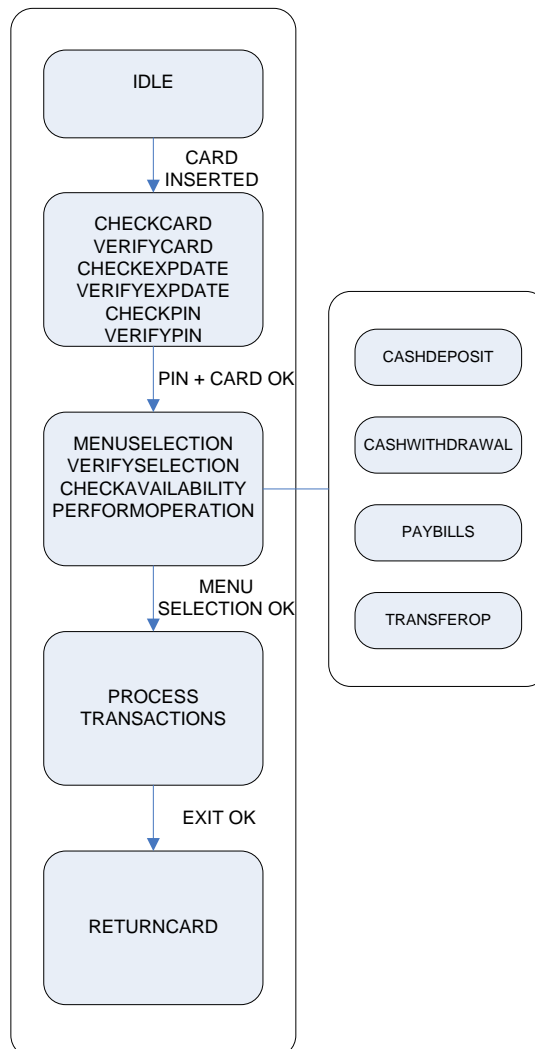 IDLE
CARD
INSERTED
CHECKCARD
VERIFYCARD
CHECKEXPDATE
VERIFYEXPDATE
CHECKPIN
VERIFYPIN
PIN + CARD OK
MENUSELECTION
VERIFYSELECTION
CHECKAVAILABILITY
PERFORMOPERATION
CASHDEPOSIT
CASHWITHDRAWAL
PAYBILLS
TRANSFEROP
MENU
SELECTION OK
PROCESS
TRANSACTIONS
EXIT OK
RETURNCARD